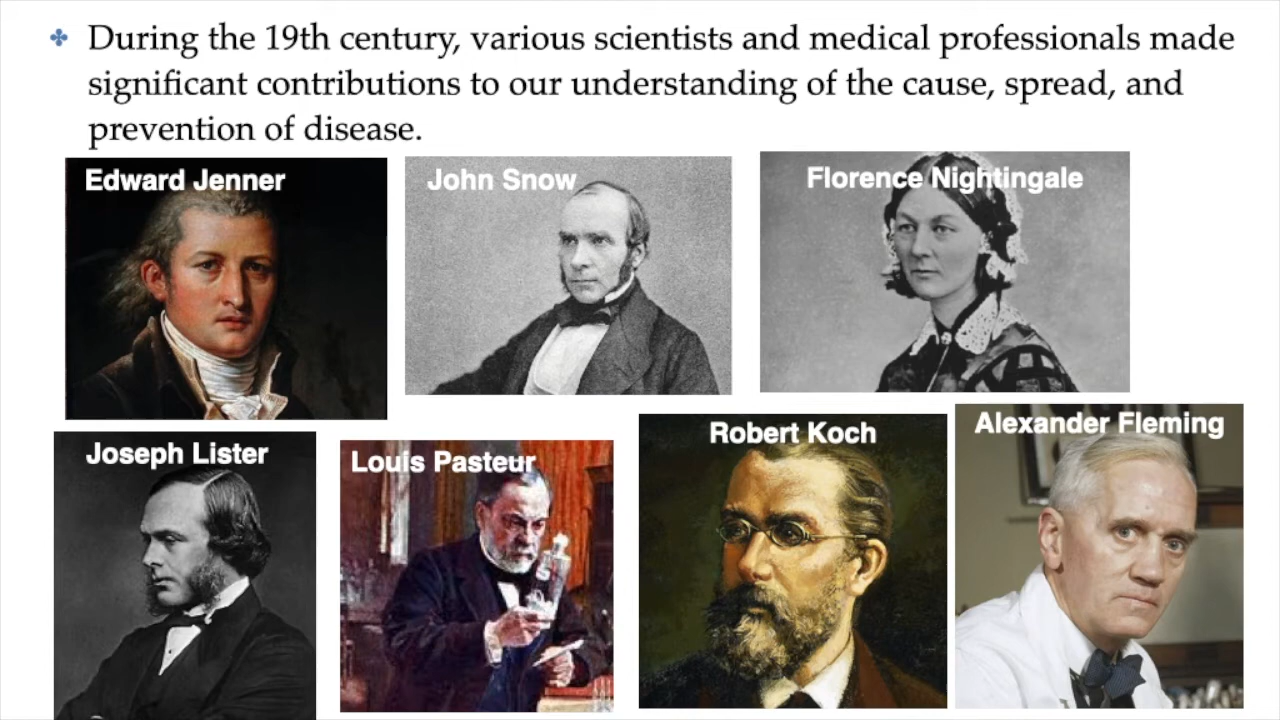 During the 19th century, various scientists and medical professionals made
significant contributions to our understanding of the cause, spread, and
prevention of disease.
Edward Jenner
John Snow
Florence Nightingale
Joseph Lister
Louis Pasteur
Robert Koch
Alexander Fleming